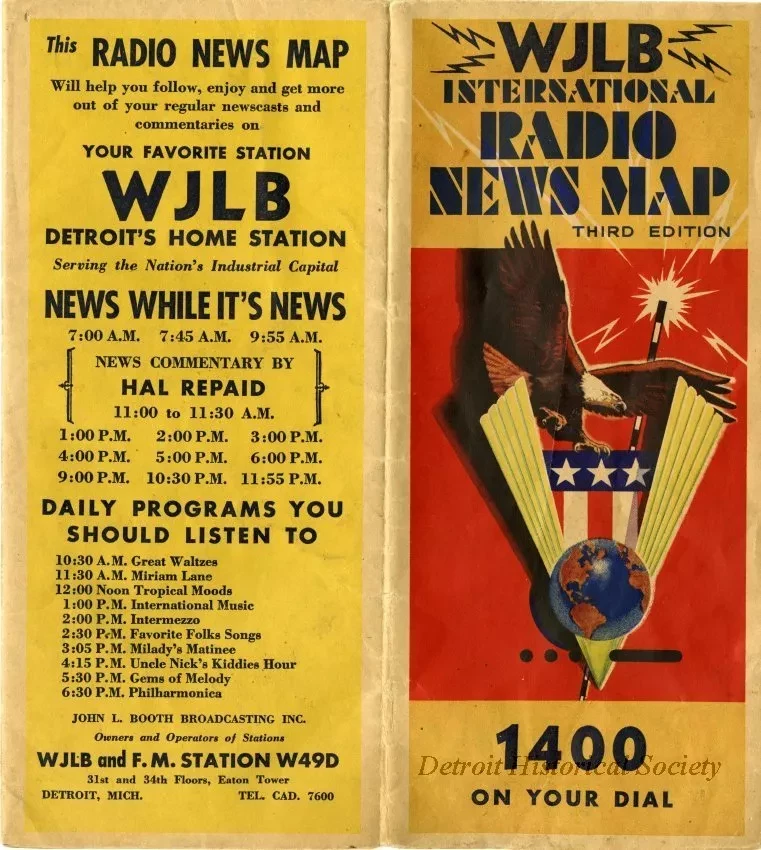 This RADIO NEWS MAP
Will help you follow, enjoy and get more
out of your regular newscasts and
commentaries on
YOUR FAVORITE STATION
WJLB
DETROIT'S HOME STATION
Serving the Nation's Industrial Capital
NEWS WHILE IT'S NEWS
7:00 A.M. 7:45 A.M. 9:55 A.M.
NEWS COMMENTARY BY
HAL REPAID
11:00 to 11:30 A.M.
1:00 P.M. 2:00 P.M. 3:00 P.M.
4:00 P.M. 5:00 P.M. 6:00 P.M.
9:00 P.M. 10:30 P.M. 11:55 P.M.
DAILY PROGRAMS YOU
SHOULD LISTEN TO
10:30 A.M. Great Waltzes
11:30 A.M. Miriam Lane
12:00 Noon Tropical Moods
1:00 P.M. International Music
2:00 P.M. Intermezzo
2:30 P.M. Favorite Folks Songs
3:05 P.M. Milady's Matinee
4:15 P.M. Uncle Nick's Kiddies Hour
5:30 P.M. Gems of Melody
6:30 P.M. Philharmonica
JOHN L. BOOTH BROADCASTING INC.
Owners and Operators of Stations
WJLB and F.M. STATION W49D
31st and 34th Floors, Eaton Tower
DETROIT, MICH. TEL. CAD. 7600
WJLB
INTERNATIONAL
RADIO
NEWS MAP
THIRD EDITION
1400
Detroit Historical Society
ON YOUR DIAL